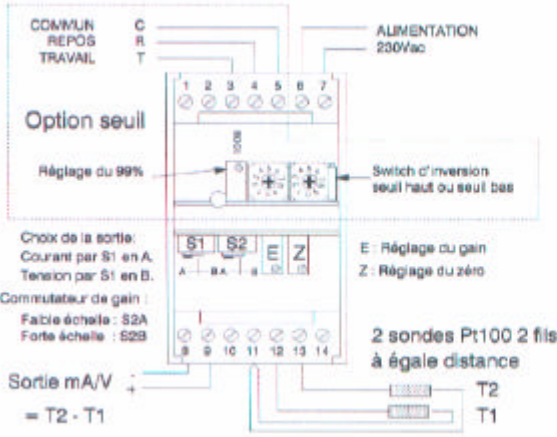 COMMUN C
REPOS R
TRAVAIL T
ALIMENTATION
230Vac
1 2 3 4 5 6 7
Option seuil
Réglage du 99%
Switch d'inversion
seuil haut ou seuil bas
Choix de la sortie:
Courant par S1 en A.
Tension par S1 en B.
S1 S2
E Z
A B A B
E : Réglage du gain
Z : Réglage du zéro
Commutateur de gain :
Faible échelle : S2A
Forte échelle : S2B
8 9 10 11 12 13 14
2 sondes Pt100 2 fils
à égale distance
Sortie mA/V - +
= T2 - T1
T2
T1